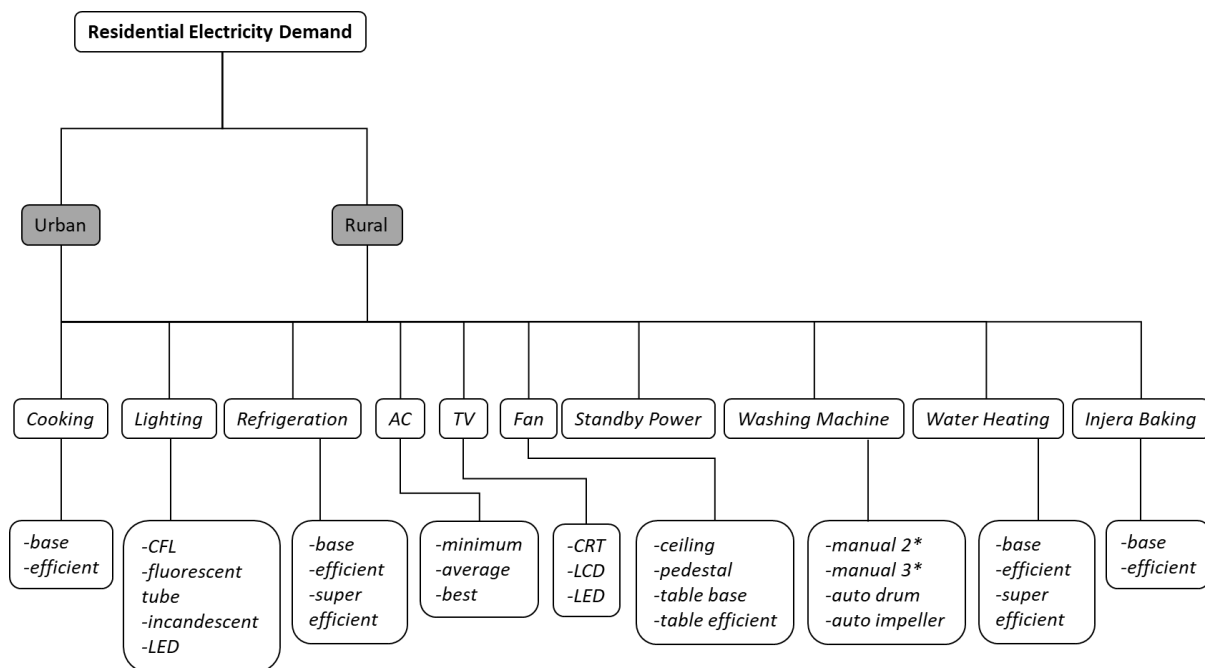 Residential Electricity Demand
Urban
Rural
Cooking
Lighting
Refrigeration
AC
TV
Fan
Standby Power
Washing Machine
Water Heating
Injera Baking
-base
-efficient
-CFL
-fluorescent
tube
-incandescent
-LED
-base
-efficient
-super
efficient
-minimum
-average
-best
-CRT
-LCD
-LED
-ceiling
-pedestal
-table base
-table efficient
-manual 2*
-manual 3*
-auto drum
-auto impeller
-base
-efficient
-super
efficient
-base
-efficient